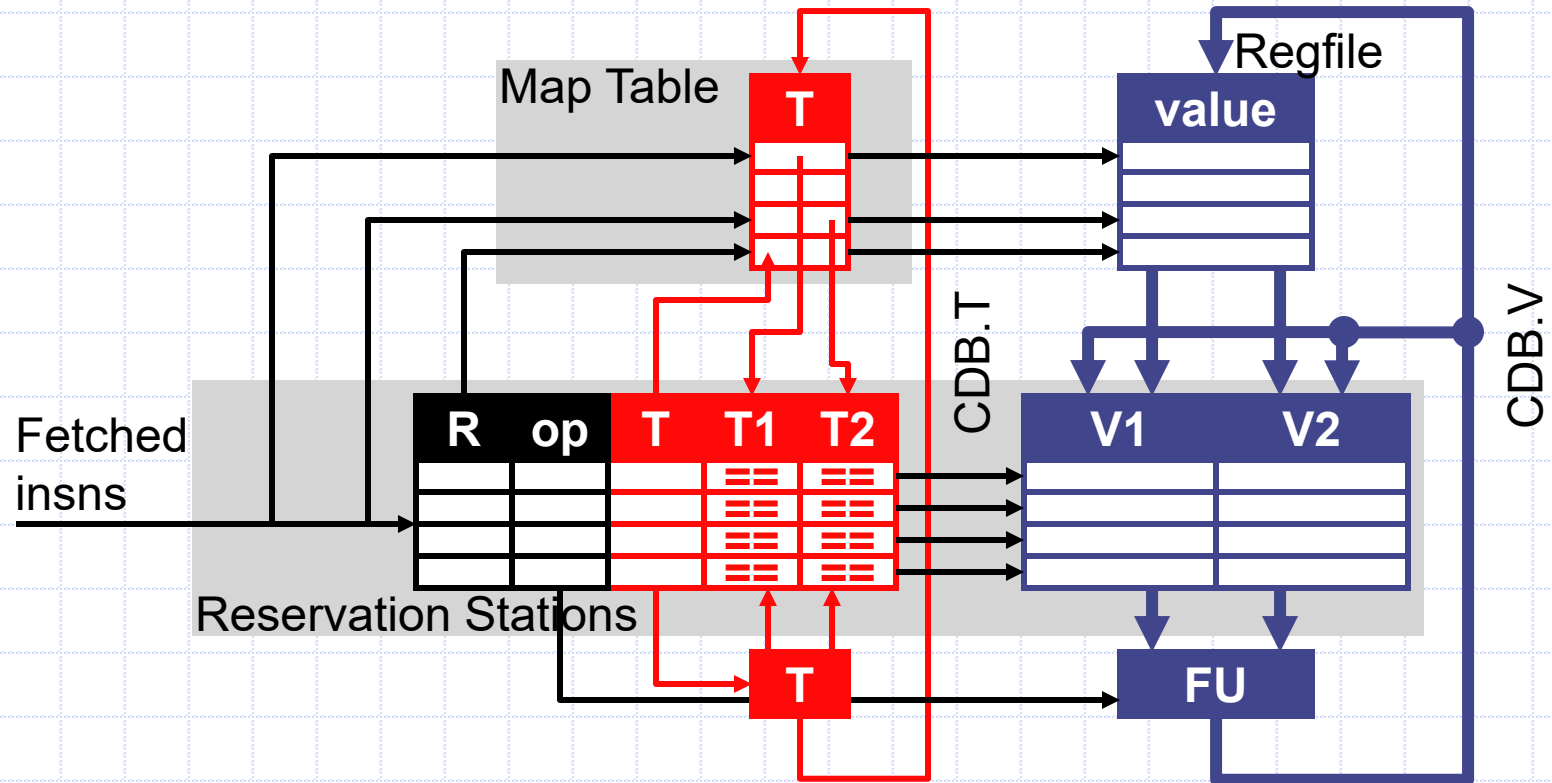 Map Table
T
Regfile
value
CDB.T
CDB.V
Fetched
insns
R op T T1 T2
V1 V2
== ==
== ==
== ==
== ==
Reservation Stations
T
FU